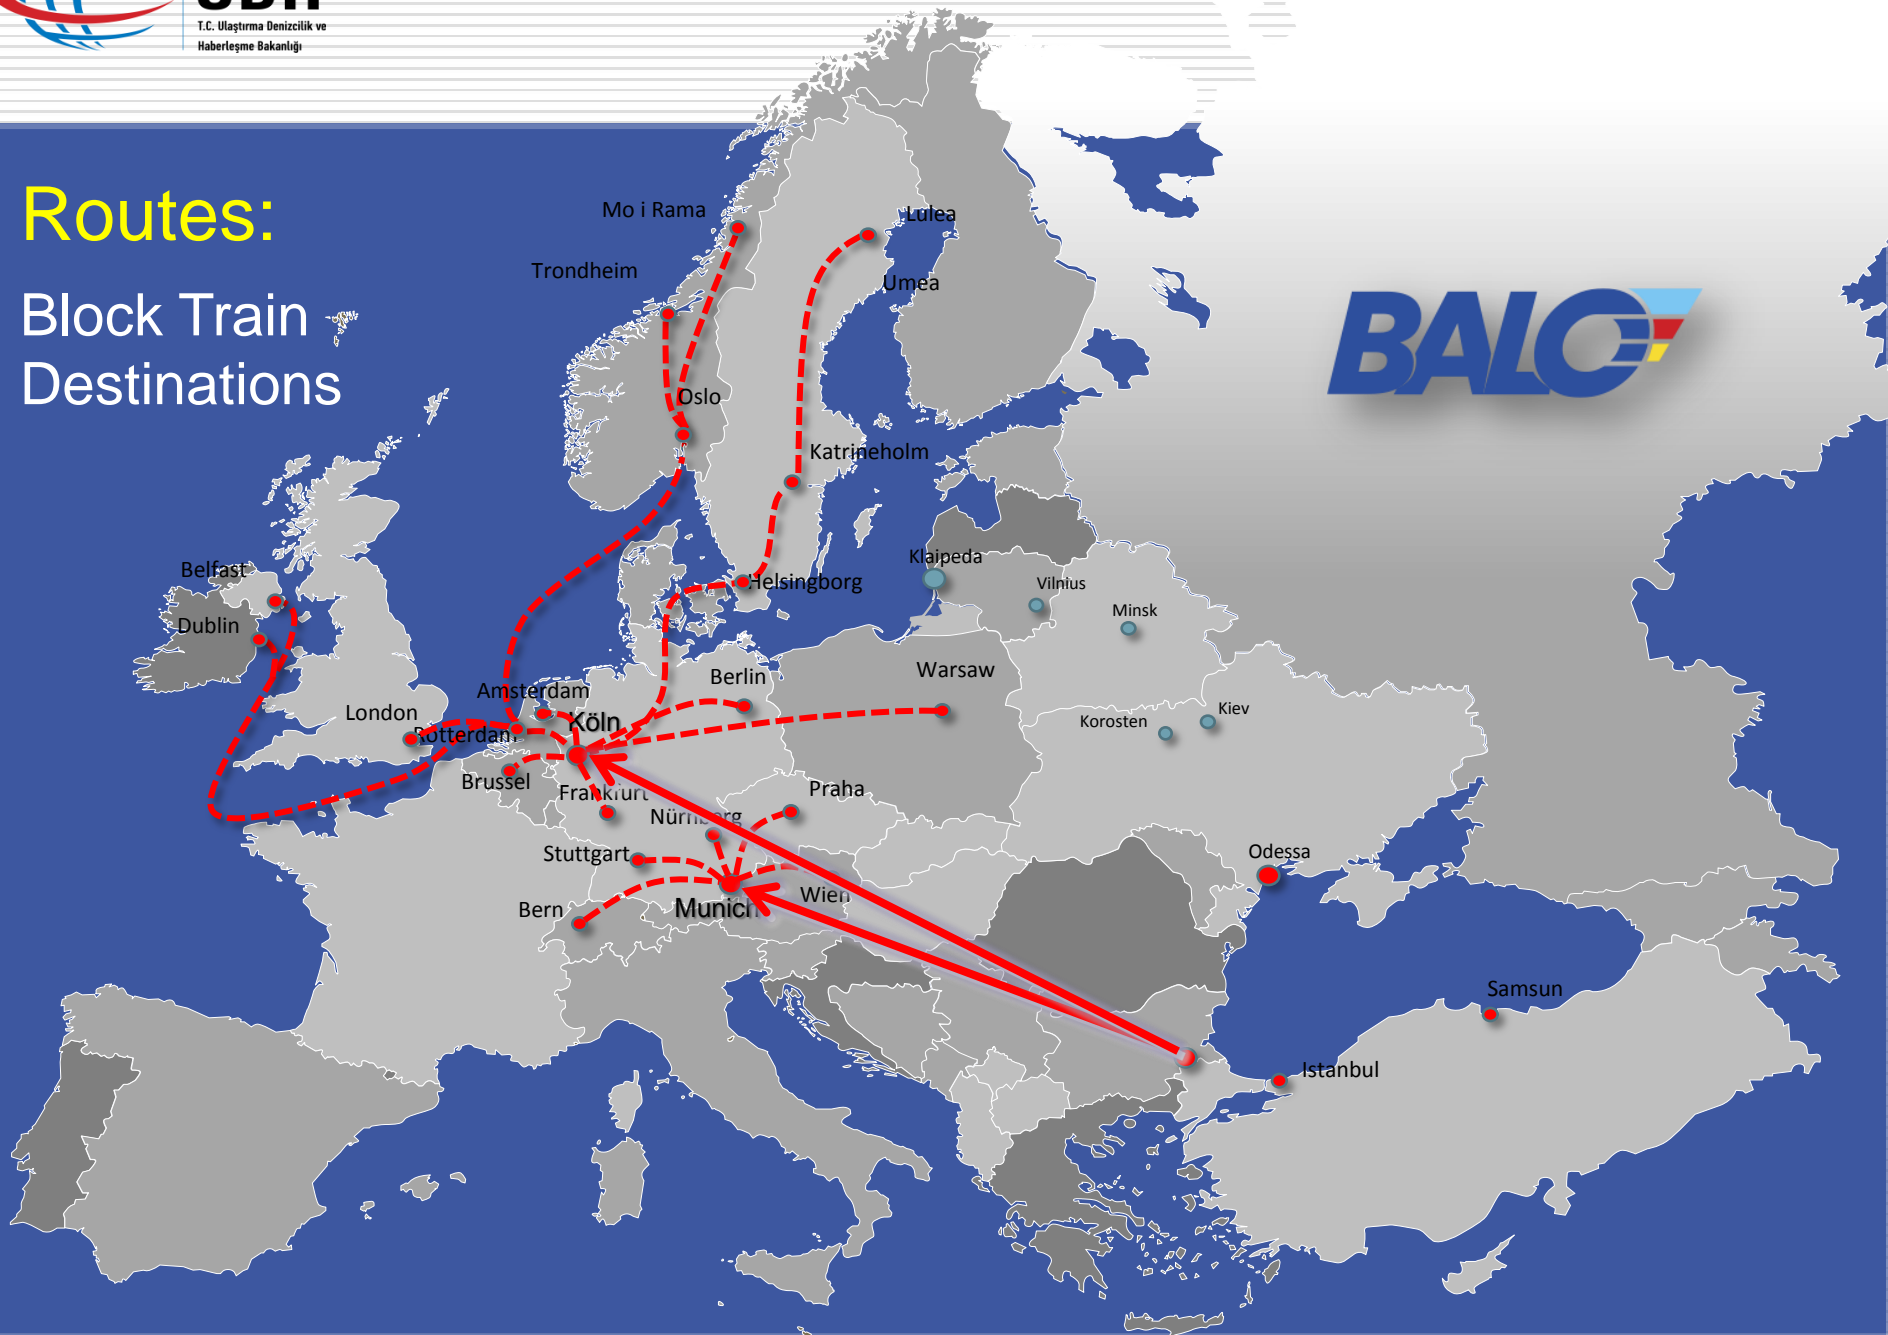 T.C. Ulaştırma Denizcilik ve
Haberleşme Bakanlığı
Routes:
Block Train
Destinations
BALO
Mo i Rama
Lulea
Trondheim
Umea
Oslo
Katrineholm
Klaipeda
Belfast
Helsingborg
Vilnius
Minsk
Dublin
Warsaw
Berlin
Amsterdam
London
Köln
Kiev
Korosten
Rotterdam
Brussel
Frankfurt
Praha
Nürnberg
Stuttgart
Odessa
Wien
Bern
Munich
Samsun
Istanbul